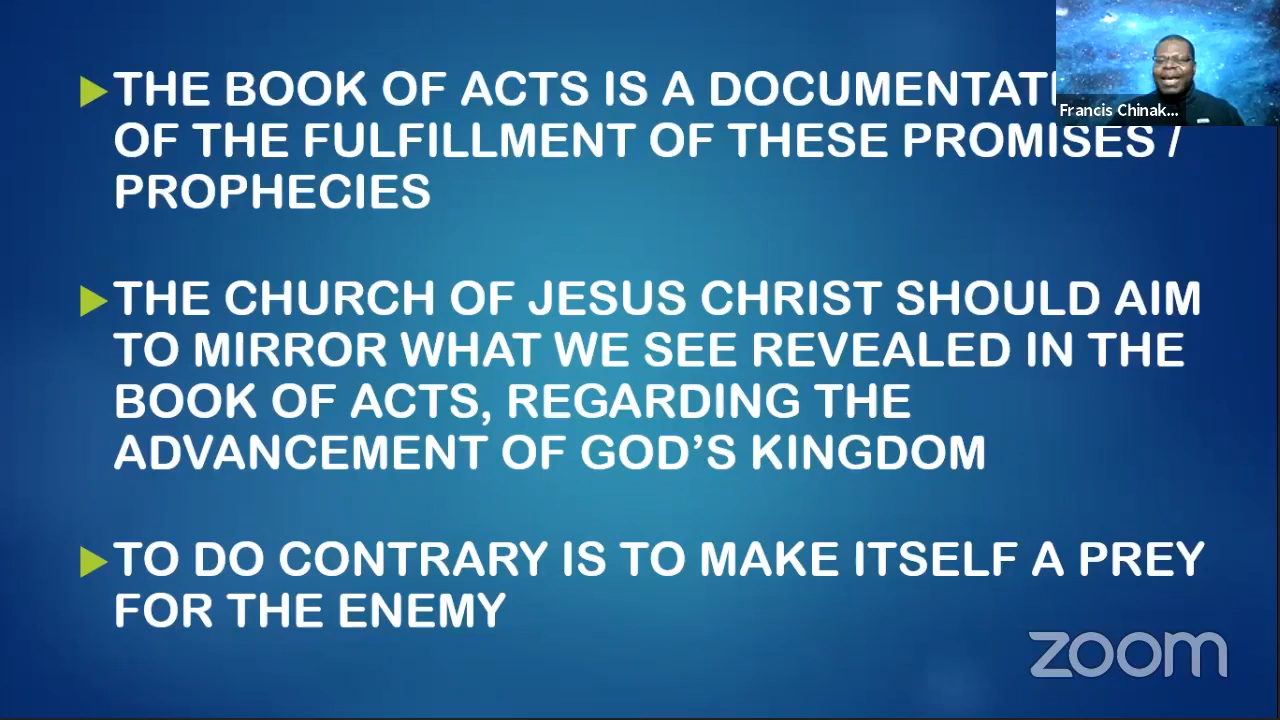 THE BOOK OF ACTS IS A
OF THE FULFILLMENT OF THESE PROMISES /
PROPHECIES
THE CHURCH OF JESUS CHRIST SHOULD AIM
TO MIRROR WHAT WE SEE REVEALED IN THE
BOOK OF ACTS, REGARDING THE
ADVANCEMENT OF GOD’S KINGDOM
TO DO CONTRARY IS TO MAKE ITSELF A PREY
FOR THE ENEMY
Francis Chinak...
zoom